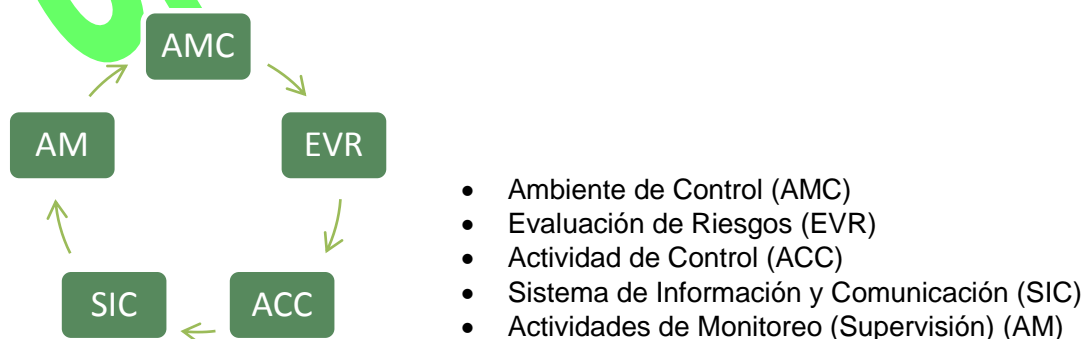 AMC
EVR
ACC
SIC
AM
• Ambiente de Control (AMC)
• Evaluación de Riesgos (EVR)
• Actividad de Control (ACC)
• Sistema de Información y Comunicación (SIC)
• Actividades de Monitoreo (Supervisión) (AM)